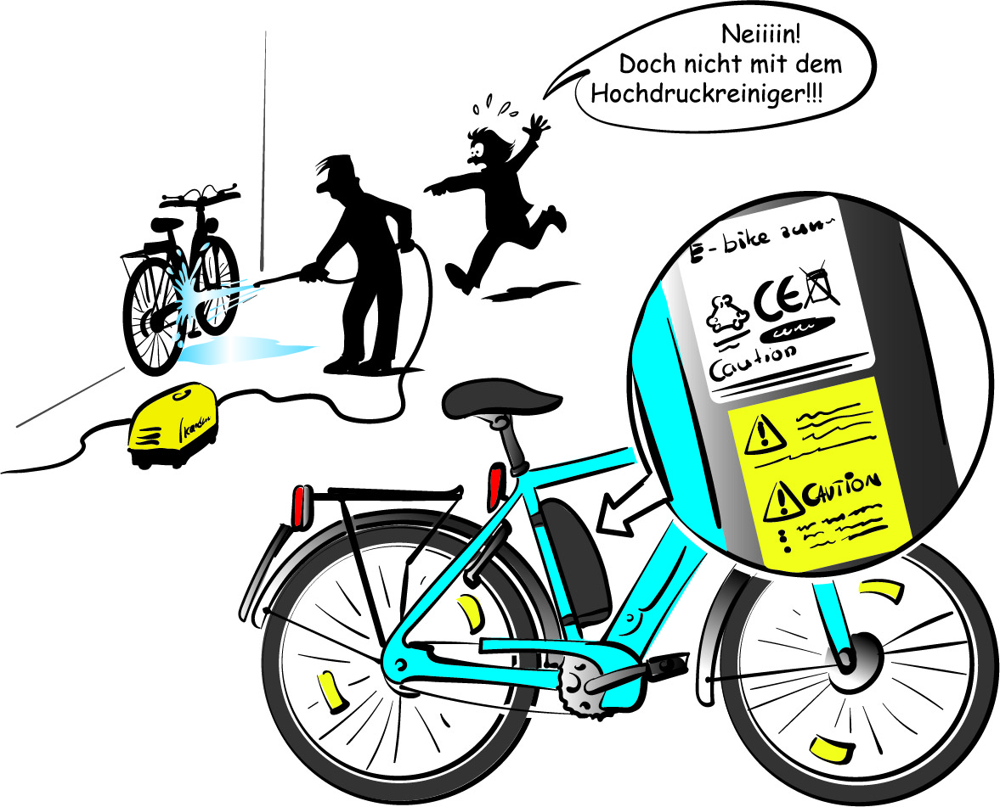 Neiiiin!
Doch nicht mit dem
Hochdruckreiniger!!!
E-bike
CE
Caution
CAUTION